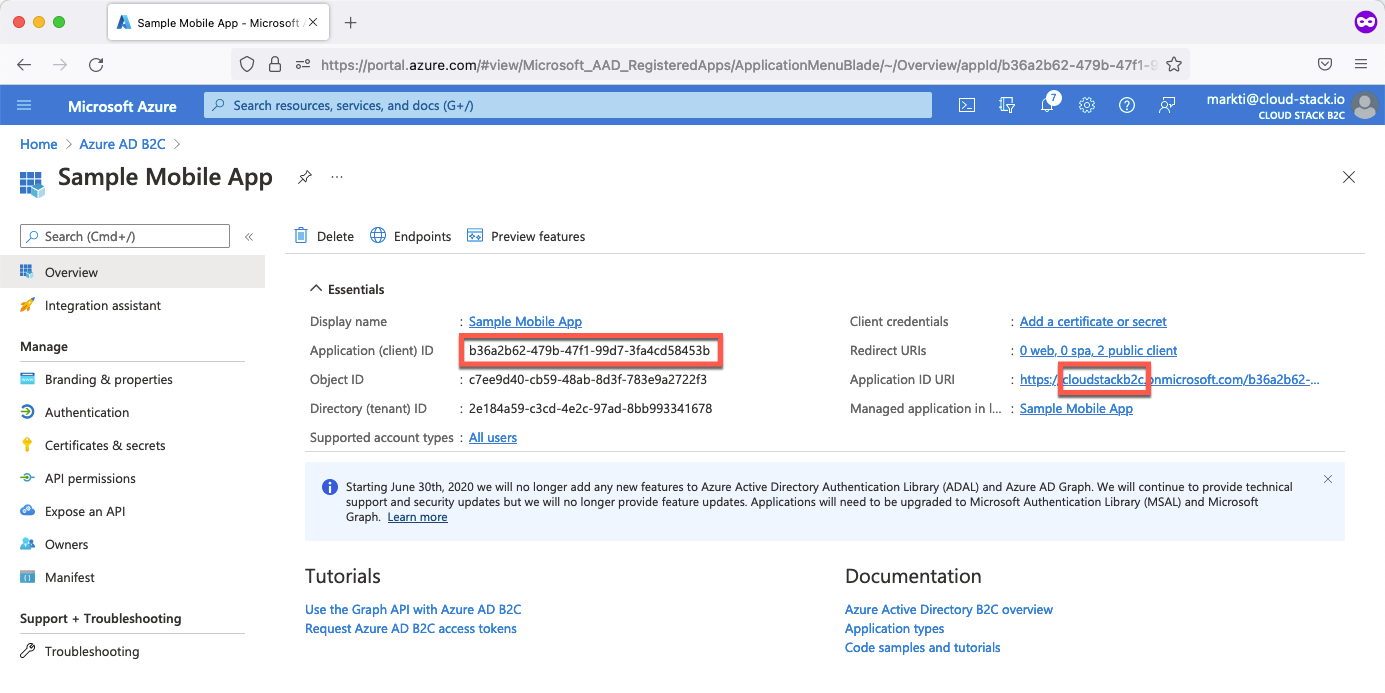 Sample Mobile App - Microsoft A
https://portal.azure.com/#view/Microsoft_AAD_RegisteredApps/ApplicationMenuBlade/~/Overview/appId/b36a2b62-479b-47f1-9
Microsoft Azure
Search resources, services, and docs (G+/)
7
markti@cloud-stack.io
CLOUD STACK B2C
Home > Azure AD B2C >
Sample Mobile App
...
Search (Cmd+/)
«
Delete
Endpoints
Preview features
Overview
Integration assistant
Manage
Branding & properties
Authentication
Certificates & secrets
API permissions
Expose an API
Owners
Manifest
Support + Troubleshooting
Troubleshooting
Essentials
Display name : Sample Mobile App
Application (client) ID : b36a2b62-479b-47f1-99d7-3fa4cd58453b
Object ID : c7ee9d40-cb59-48ab-8d3f-783e9a2722f3
Directory (tenant) ID : 2e184a59-c3cd-4e2c-97ad-8bb993341678
Supported account types : All users
Client credentials : Add a certificate or secret
Redirect URIs : 0 web, 0 spa, 2 public client
Application ID URI : https:/cloudstackb2c.onmicrosoft.com/b36a2b62-...
Managed application in l... : Sample Mobile App
Starting June 30th, 2020 we will no longer add any new features to Azure Active Directory Authentication Library (ADAL) and Azure AD Graph. We will continue to provide technical
support and security updates but we will no longer provide feature updates. Applications will need to be upgraded to Microsoft Authentication Library (MSAL) and Microsoft
Graph. Learn more
Tutorials
Use the Graph API with Azure AD B2C
Request Azure AD B2C access tokens
Documentation
Azure Active Directory B2C overview
Application types
Code samples and tutorials